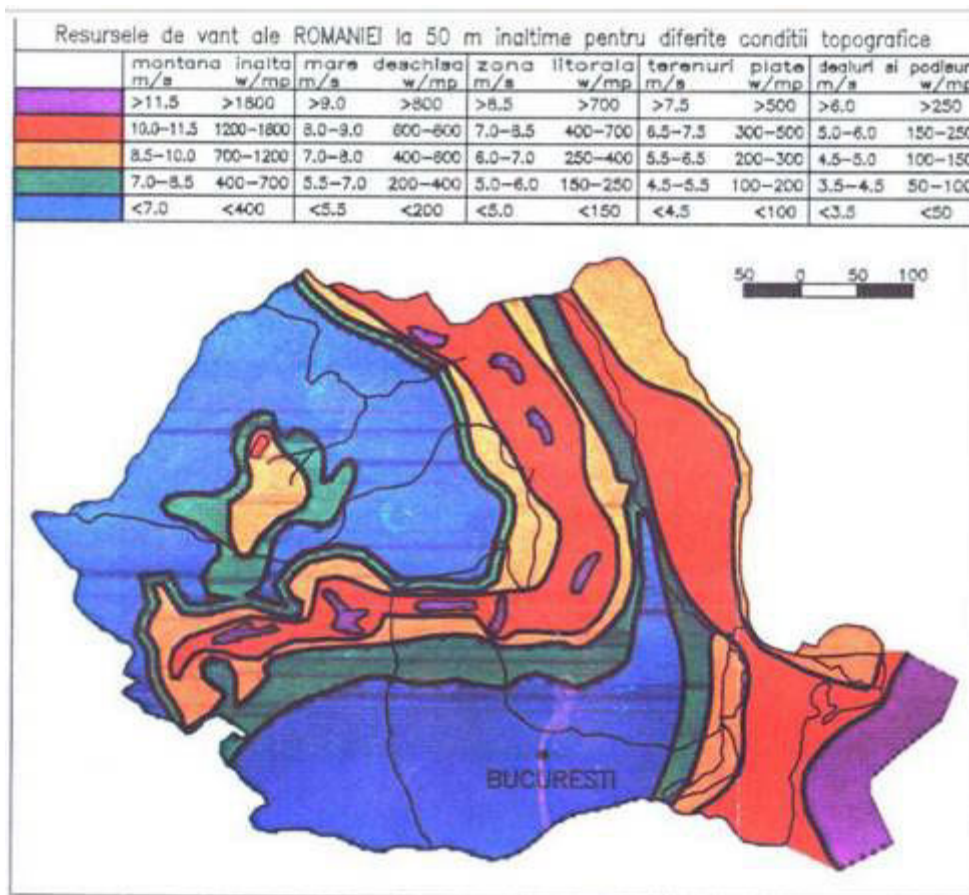 Resursele de vant ale ROMANIEI la 50 m inaltime pentru diferite conditii topografice
montana inalta mare deschisa zona litorala terenuri plate dealuri si podisuri
m/s w/mp m/s w/mp m/s w/mp m/s w/mp m/s w/mp
>11.5 >1800 >9.0 >800 >8.5 >700 >7.5 >500 >6.0 >250
10.0-11.5 1200-1800 8.0-9.0 600-800 7.0-8.5 400-700 6.5-7.5 300-500 5.0-6.0 150-250
8.5-10.0 700-1200 7.0-8.0 400-600 6.0-7.0 250-400 5.5-6.5 200-300 4.5-5.0 100-150
7.0-8.5 400-700 5.5-7.0 200-400 5.0-6.0 150-250 4.5-5.5 100-200 3.5-4.5 50-100
<7.0 <400 <5.5 <200 <5.0 <150 <4.5 <100 <3.5 <50
50 0 50 100
BUCURESTI